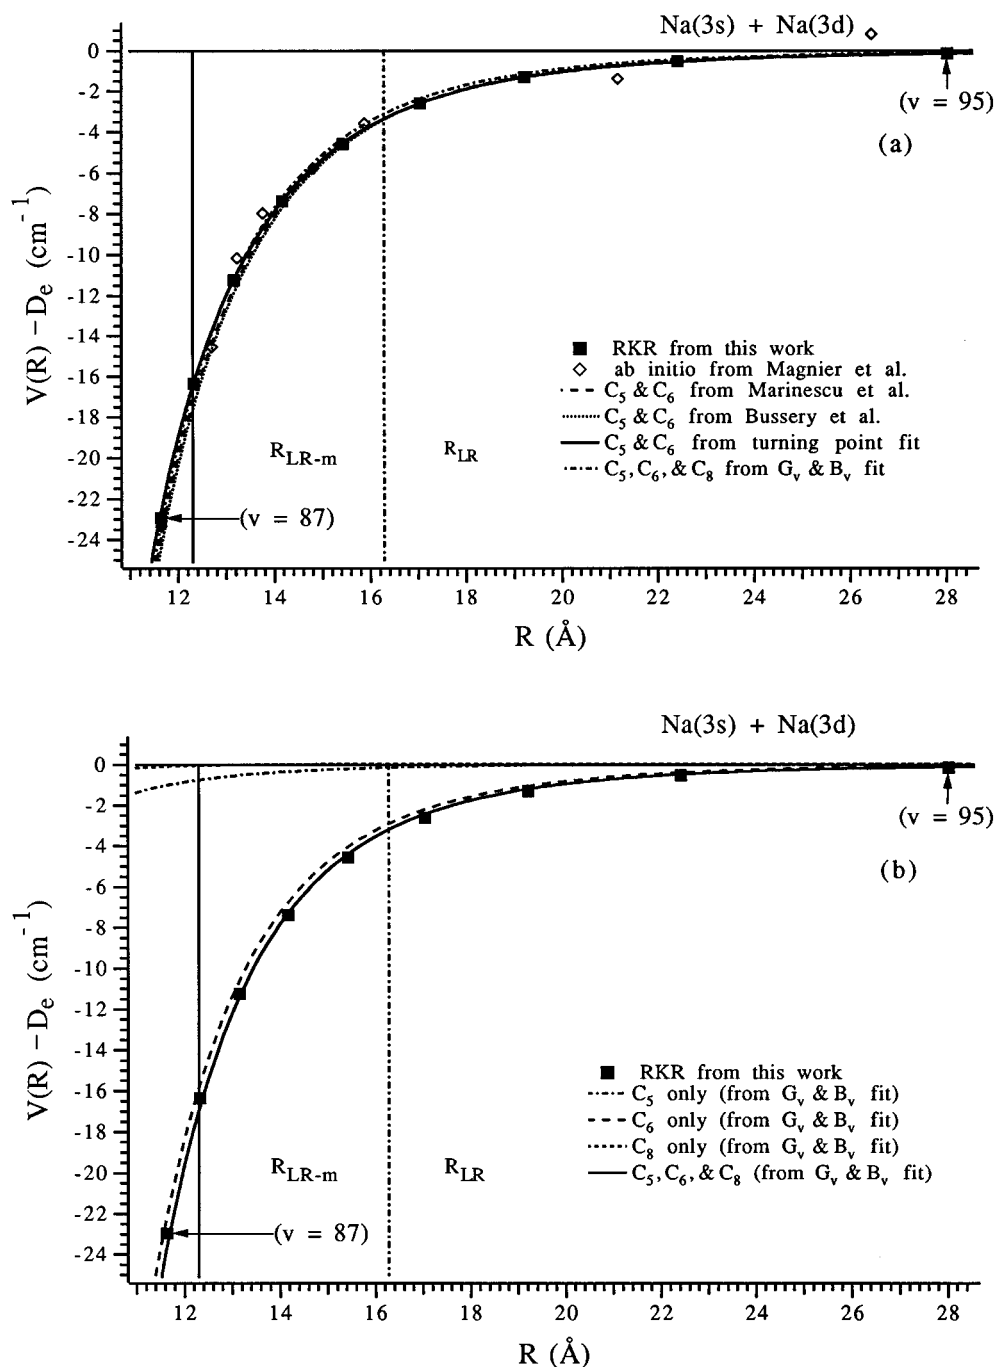 Na(3s) + Na(3d)
0
-2
-4
-6
-8
-10
-12
-14
-16
-18
-20
-22
-24
V(R) – Dₑ (cm⁻¹)
(v = 95)
(a)
RKR from this work
ab initio from Magnier et al.
C₅ & C₆ from Marinescu et al.
C₅ & C₆ from Bussery et al.
C₅ & C₆ from turning point fit
C₅, C₆, & C₈ from Gᵥ & Bᵥ fit
R_LR-m
R_LR
(v = 87)
12 14 16 18 20 22 24 26 28
R (Å)
Na(3s) + Na(3d)
0
-2
-4
-6
-8
-10
-12
-14
-16
-18
-20
-22
-24
V(R) – Dₑ (cm⁻¹)
(v = 95)
(b)
RKR from this work
C₅ only (from Gᵥ & Bᵥ fit)
C₆ only (from Gᵥ & Bᵥ fit)
C₈ only (from Gᵥ & Bᵥ fit)
C₅, C₆, & C₈ (from Gᵥ & Bᵥ fit)
R_LR-m
R_LR
(v = 87)
12 14 16 18 20 22 24 26 28
R (Å)